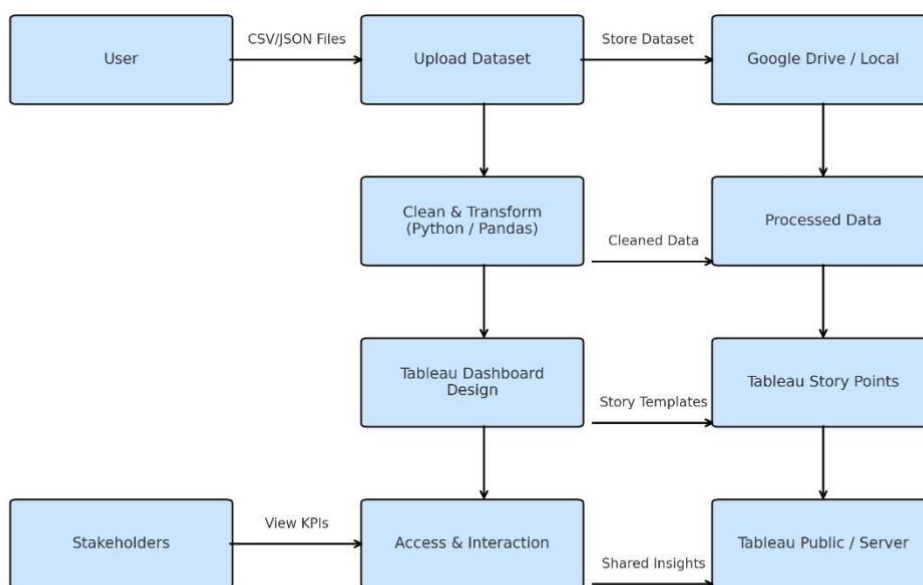 User
CSV/JSON Files
Upload Dataset
Store Dataset
Google Drive / Local
Clean & Transform
(Python / Pandas)
Cleaned Data
Processed Data
Tableau Dashboard
Design
Story Templates
Tableau Story Points
Stakeholders
View KPIs
Access & Interaction
Shared Insights
Tableau Public / Server